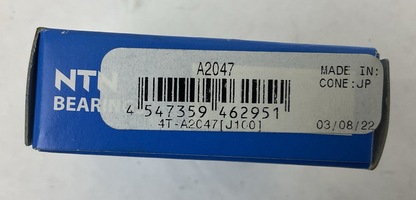 A2047
MADE IN:
CONE:JP
NTN
BEARING
4 547359 462951
4T-A2047[J100]
03/08/22